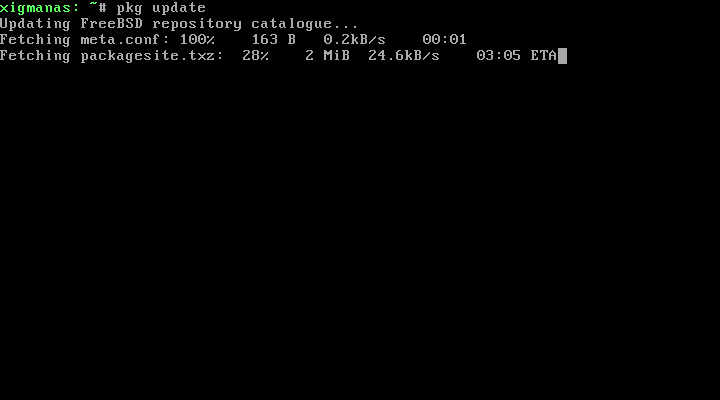 xigmanas: ~# pkg update
Updating FreeBSD repository catalogue...
Fetching meta.conf: 100%    163 B   0.2kB/s    00:01
Fetching packagesite.txz:  28%    2 MiB  24.6kB/s    03:05 ETA